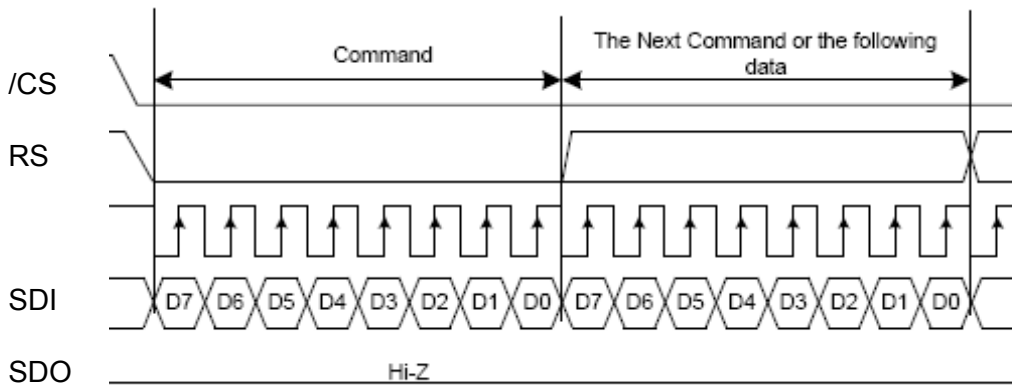 Command
The Next Command or the following
data
/CS
RS
SDI D7 D6 D5 D4 D3 D2 D1 D0 D7 D6 D5 D4 D3 D2 D1 D0
SDO Hi-Z